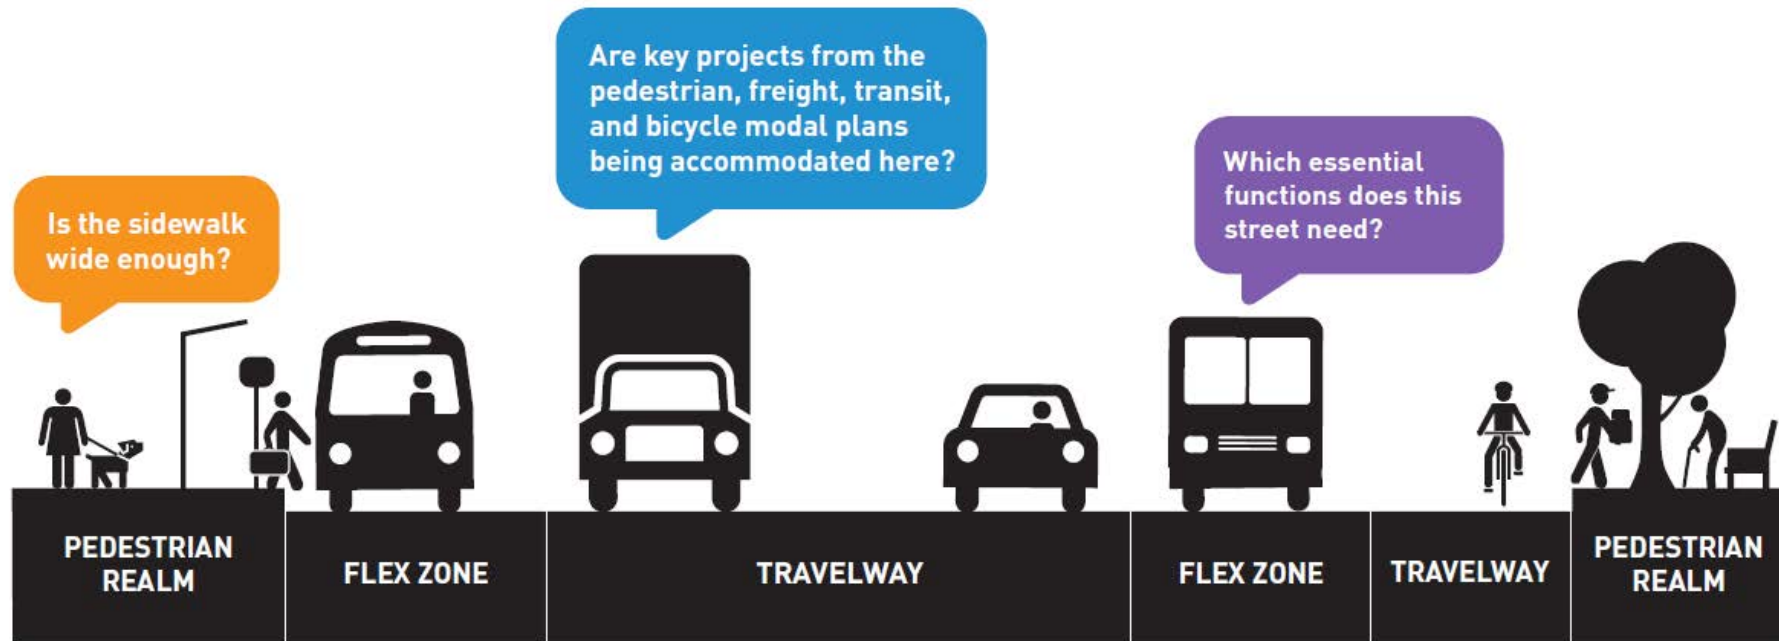 Are key projects from the
pedestrian, freight, transit,
and bicycle modal plans
being accommodated here?
Which essential
functions does this
street need?
Is the sidewalk
wide enough?
PEDESTRIAN
REALM
FLEX ZONE
TRAVELWAY
FLEX ZONE
TRAVELWAY
PEDESTRIAN
REALM